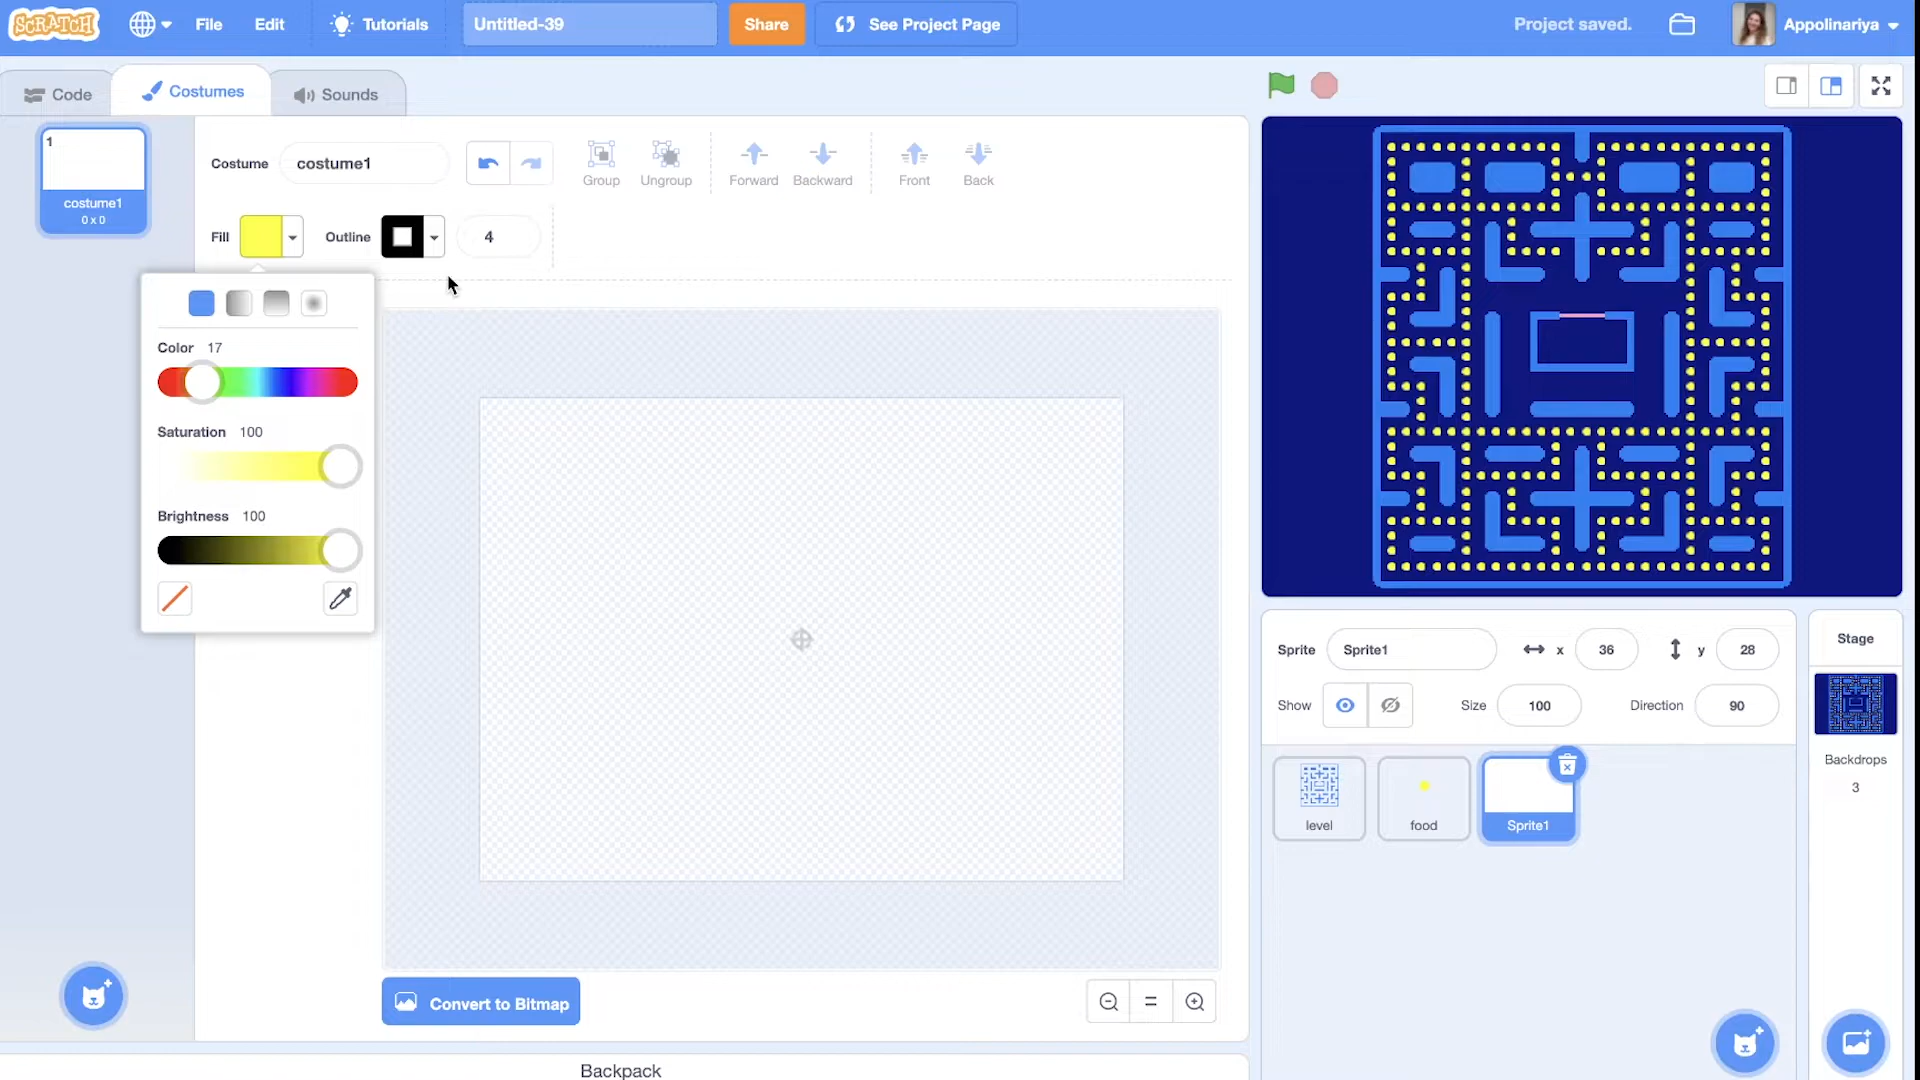 SCRATCH File Edit Tutorials Untitled-39 Share See Project Page Project saved. Appolinariya
Code Costumes Sounds
1
costume1
0 x 0
Costume costume1 Group Ungroup Forward Backward Front Back
Fill Outline 4
Color 17
Saturation 100
Brightness 100
Convert to Bitmap
Backpack
Sprite Sprite1 x 36 y 28
Show Size 100 Direction 90
level food Sprite1
Stage
Backdrops
3